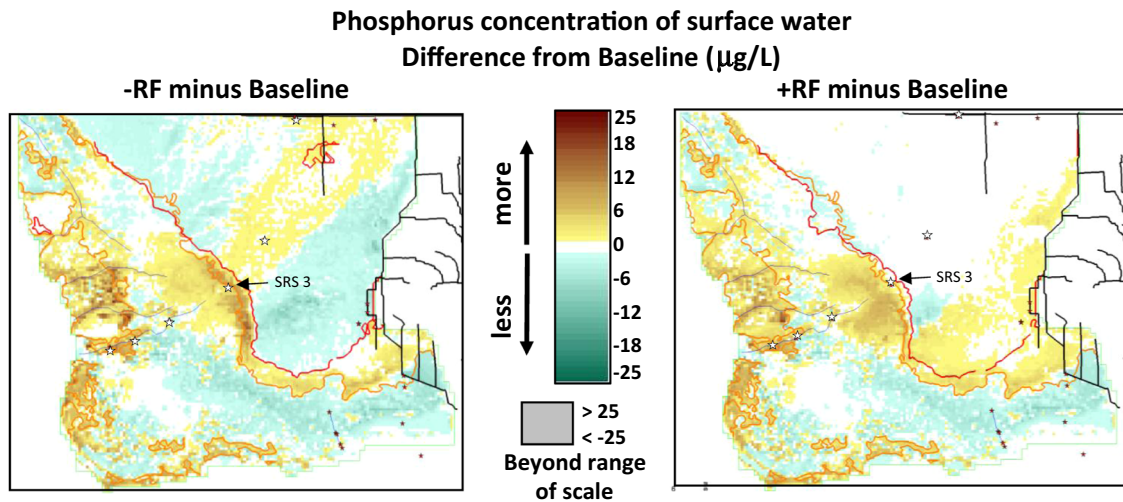 Phosphorus concentration of surface water
Difference from Baseline (μg/L)
-RF minus Baseline
+RF minus Baseline
SRS 3
more
less
25
18
12
6
0
-6
-12
-18
-25
> 25
< -25
Beyond range
of scale
SRS 3